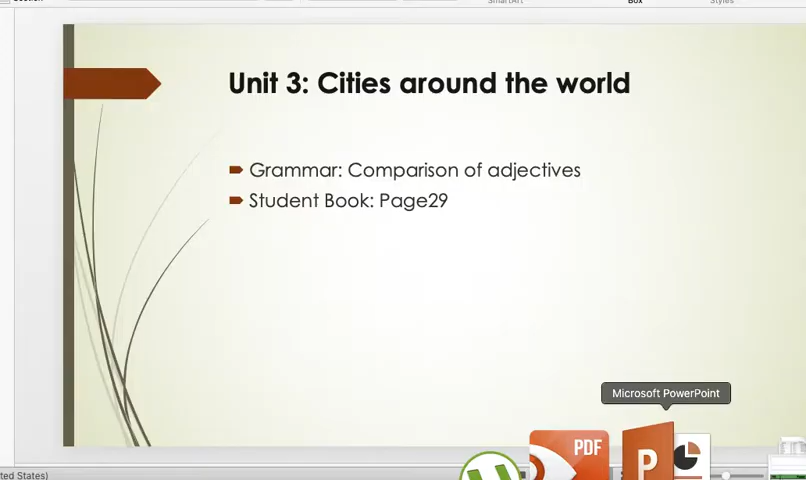 Unit 3: Cities around the world
Grammar: Comparison of adjectives
Student Book: Page29
Microsoft PowerPoint
PDF
P
ted States)